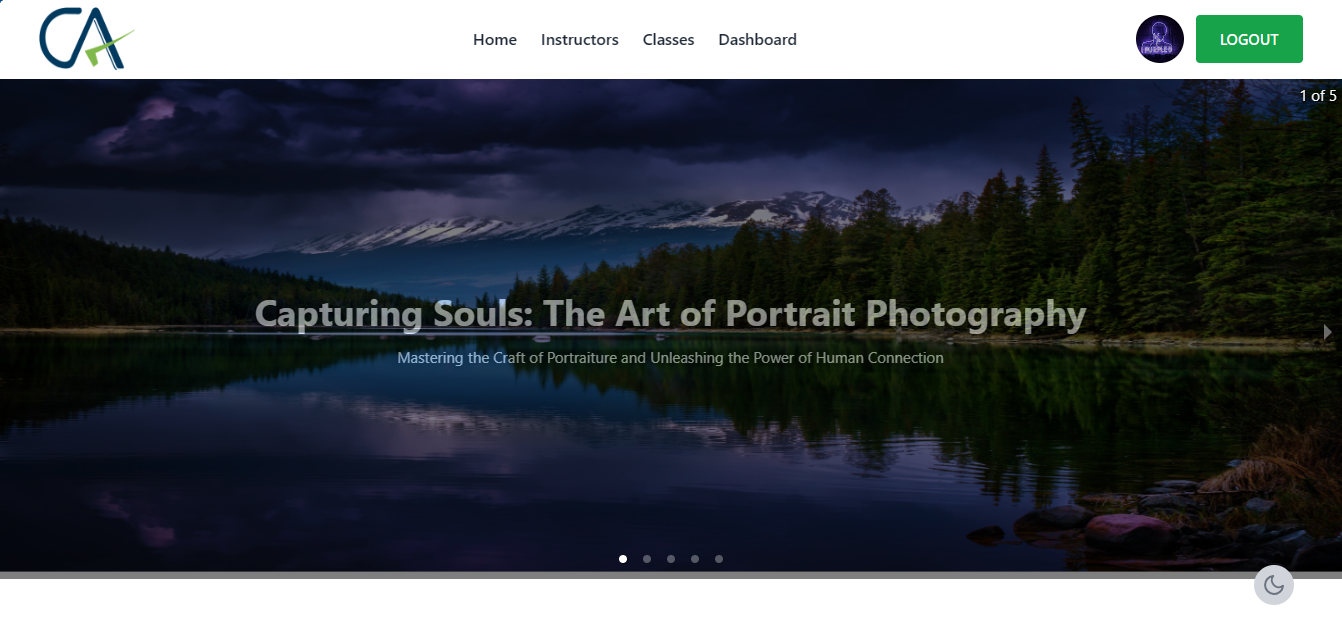 CA
Home
Instructors
Classes
Dashboard
PURPLED
LOGOUT
1 of 5
Capturing Souls: The Art of Portrait Photography
Mastering the Craft of Portraiture and Unleashing the Power of Human Connection